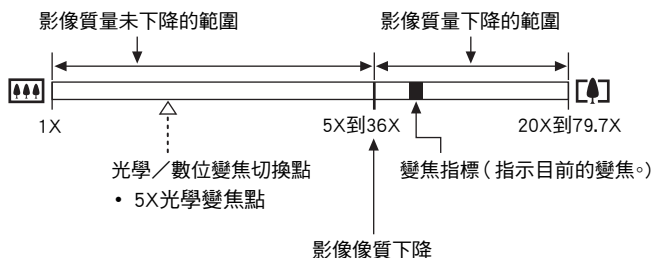 影像質量未下降的範圍
影像質量下降的範圍
1X
5X到36X
20X到79.7X
光學／數位變焦切換點
• 5X光學變焦點
變焦指標（指示目前的變焦。）
影像像質下降